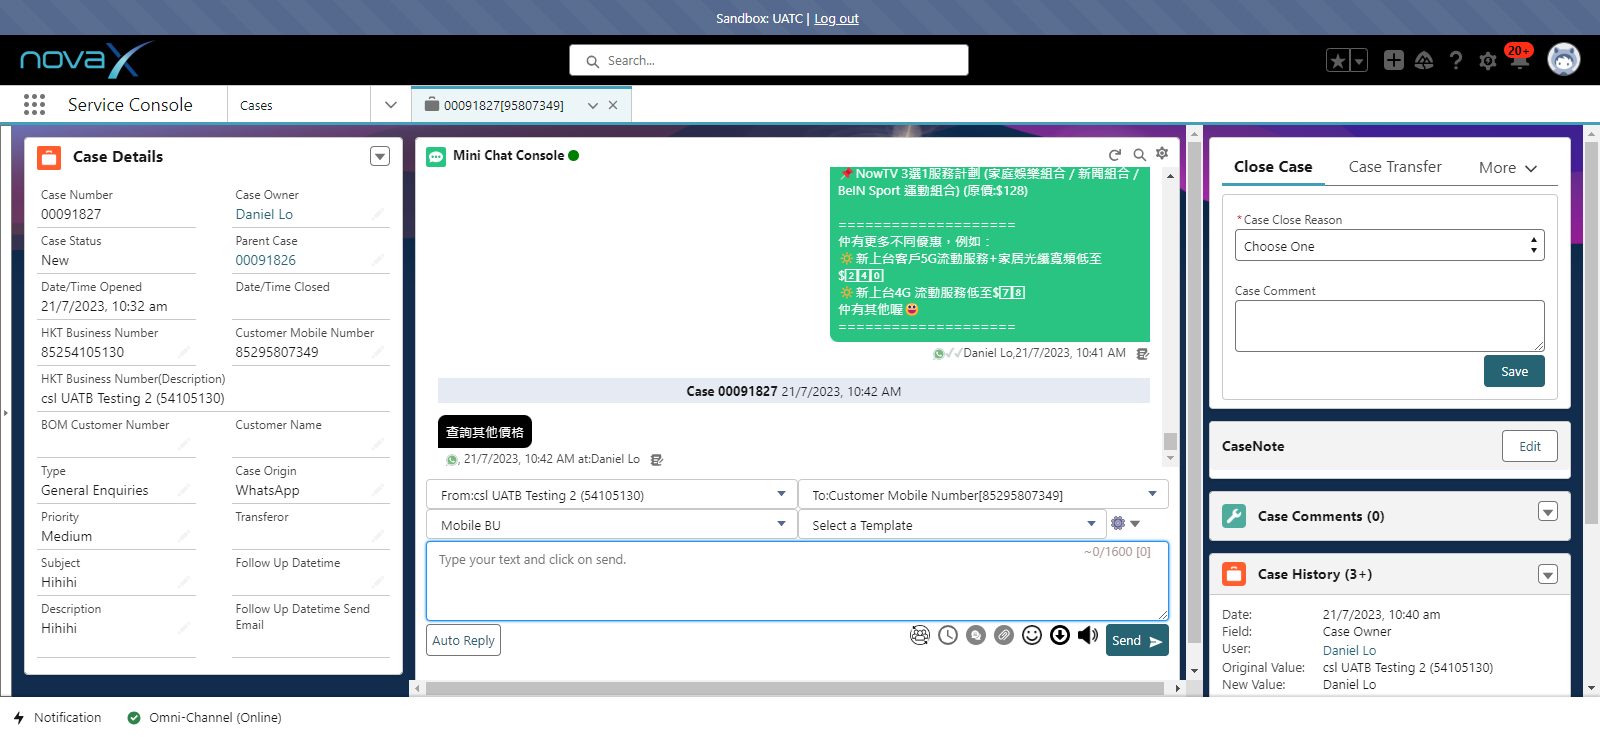 Sandbox: UATC | Log out
novaX
Search...
20+
Service Console
Cases
00091827[95807349]
Case Details
Case Number
00091827
Case Owner
Daniel Lo
Case Status
New
Parent Case
00091826
Date/Time Opened
21/7/2023, 10:32 am
Date/Time Closed
HKT Business Number
85254105130
Customer Mobile Number
85295807349
HKT Business Number(Description)
csl UATB Testing 2 (54105130)
BOM Customer Number
Customer Name
Type
General Enquiries
Case Origin
WhatsApp
Priority
Medium
Transferor
Subject
Hihihi
Follow Up Datetime
Description
Hihihi
Follow Up Datetime Send
Email
Mini Chat Console
📌NowTV 3選1服務計劃 (家庭娛樂組合 / 新聞組合 /
BeIN Sport 運動組合) (原價:$128)
====================
仲有更多不同優惠，例如：
🔆新上台客戶5G流動服務+家居光纖寬頻低至
$2️⃣4️⃣0️⃣
🔆新上台4G 流動服務低至$7️⃣8️⃣
仲有其他喔😃
====================
✓✓Daniel Lo,21/7/2023, 10:41 AM
Case 00091827 21/7/2023, 10:42 AM
查詢其他價格
, 21/7/2023, 10:42 AM at:Daniel Lo
From:csl UATB Testing 2 (54105130)
To:Customer Mobile Number[85295807349]
Mobile BU
Select a Template
Type your text and click on send.
~0/1600 [0]
Auto Reply
Send
Close Case
Case Transfer
More
*Case Close Reason
Choose One
Case Comment
Save
CaseNote
Edit
Case Comments (0)
Case History (3+)
Date: 21/7/2023, 10:40 am
Field: Case Owner
User: Daniel Lo
Original Value: csl UATB Testing 2 (54105130)
New Value: Daniel Lo
Notification
Omni-Channel (Online)